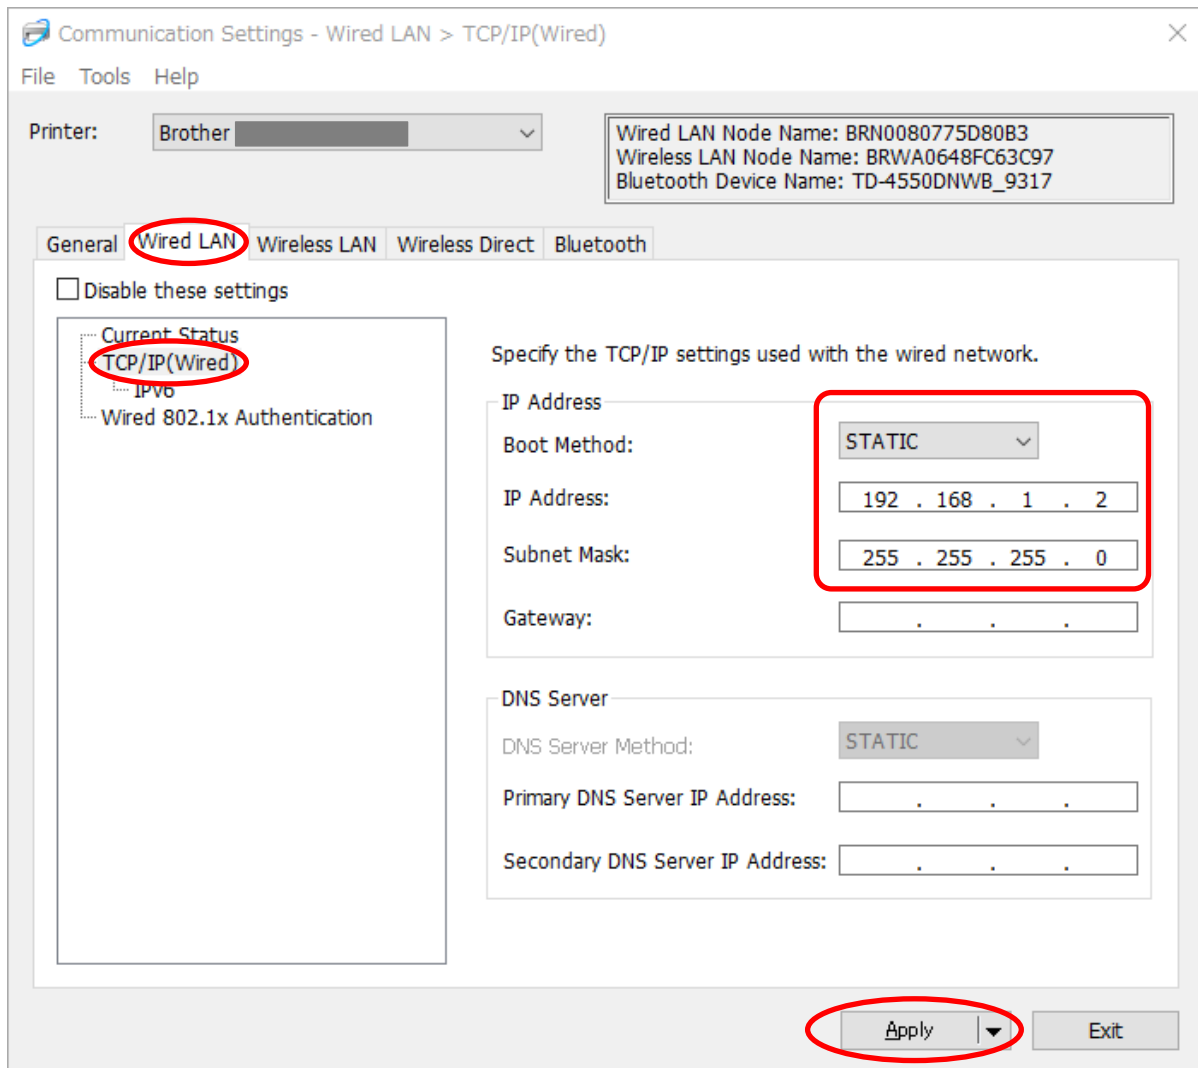 Communication Settings - Wired LAN > TCP/IP(Wired)
File Tools Help
Printer:
Brother
Wired LAN Node Name: BRN0080775D80B3
Wireless LAN Node Name: BRWA0648FC63C97
Bluetooth Device Name: TD-4550DNWB_9317
General Wired LAN Wireless LAN Wireless Direct Bluetooth
Disable these settings
Current Status
TCP/IP(Wired)
IPv6
Wired 802.1x Authentication
Specify the TCP/IP settings used with the wired network.
IP Address
Boot Method: STATIC
IP Address: 192 . 168 . 1 . 2
Subnet Mask: 255 . 255 . 255 . 0
Gateway: . . .
DNS Server
DNS Server Method: STATIC
Primary DNS Server IP Address: . . .
Secondary DNS Server IP Address: . . .
Apply Exit